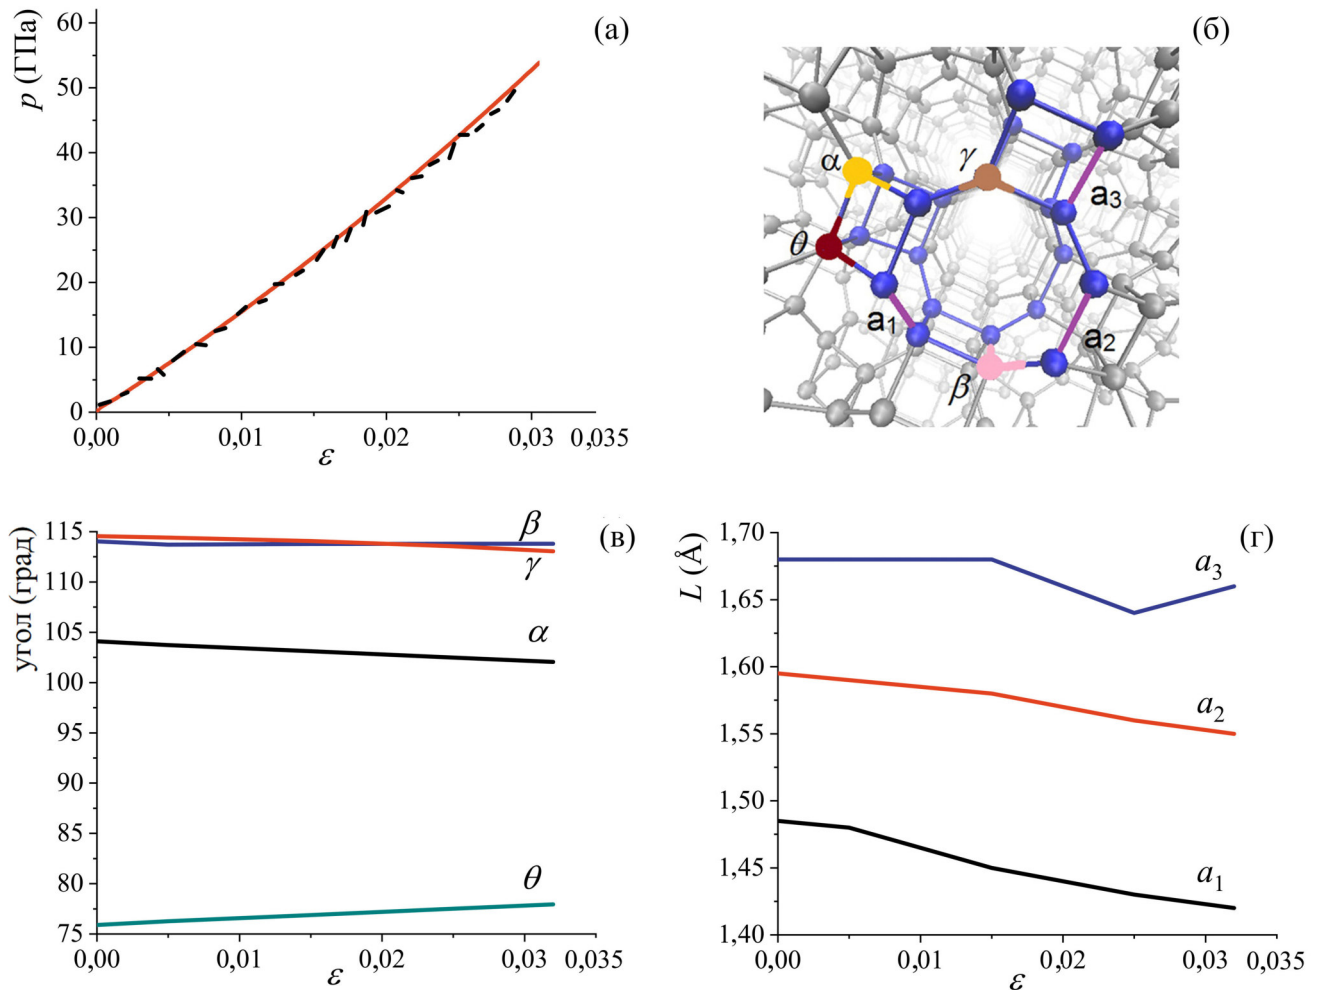 (а)
p (ГПа)
60
50
40
30
20
10
0
0,00
0,01
0,02
0,03
0,035
ε
(б)
α
γ
θ
a3
a1
a2
β
(в)
угол (град)
115
110
105
100
95
90
85
80
75
β
γ
α
θ
0,00
0,01
0,02
0,03
0,035
ε
(г)
L (Å)
1,70
1,65
1,60
1,55
1,50
1,45
1,40
a3
a2
a1
0,00
0,01
0,02
0,03
0,035
ε